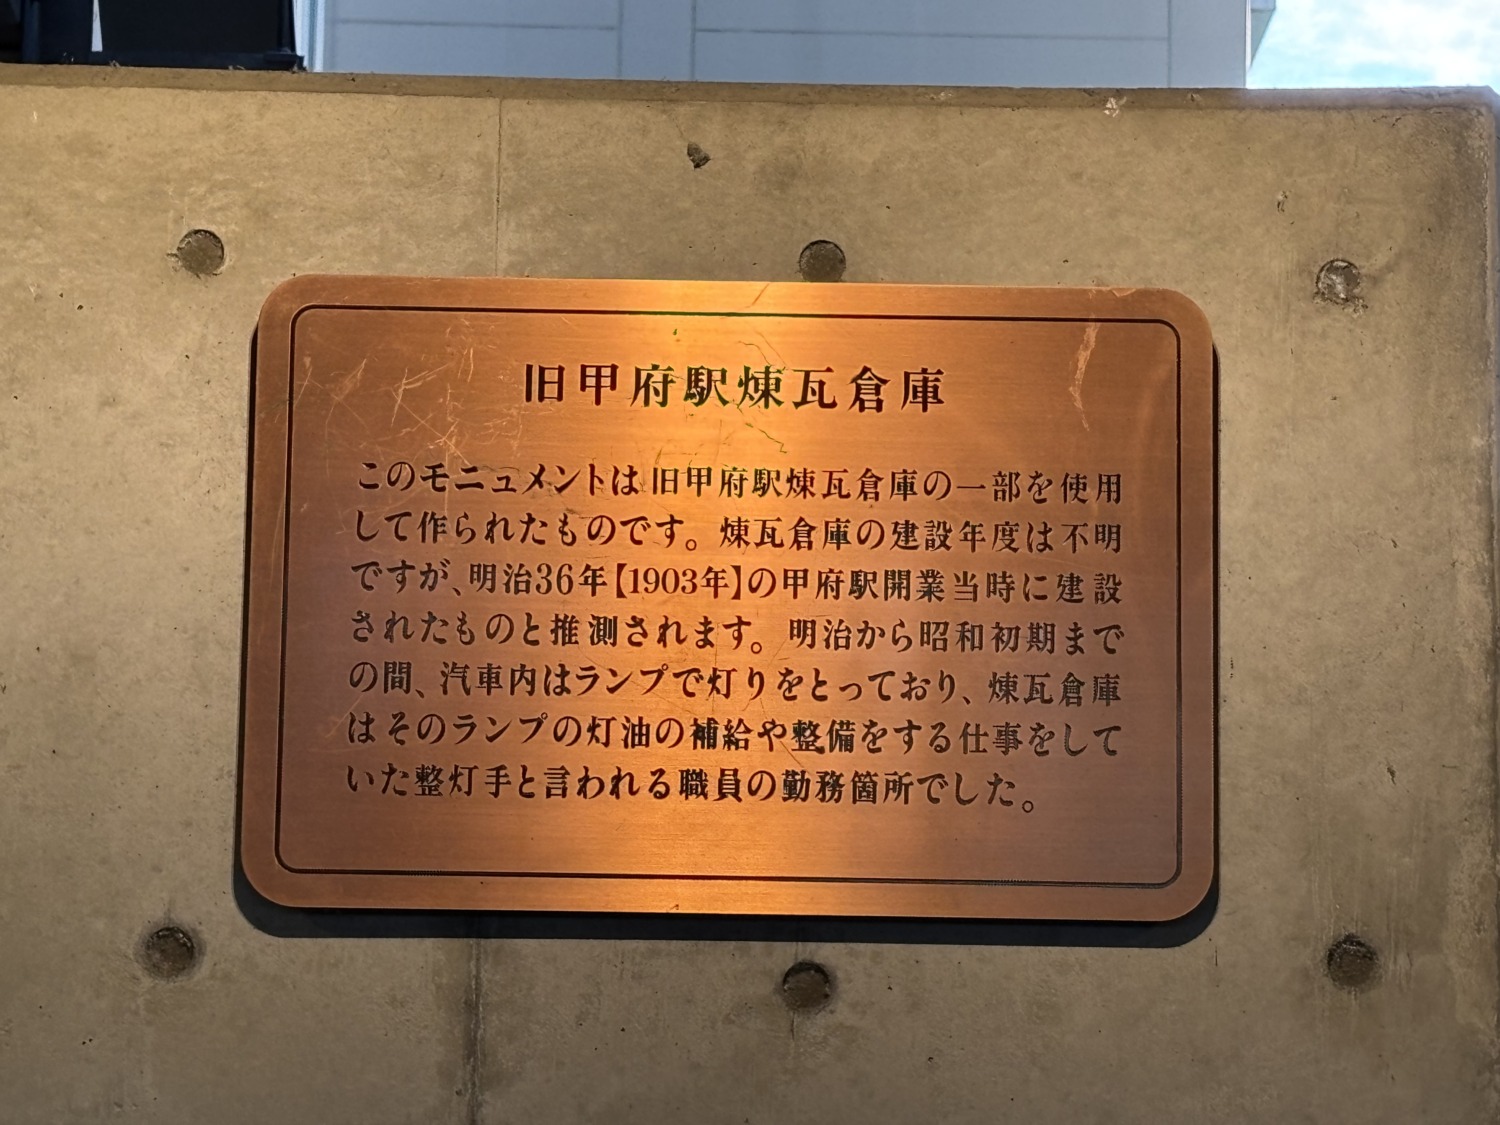 旧甲府駅煉瓦倉庫
このモニュメントは旧甲府駅煉瓦倉庫の一部を使用
して作られたものです。煉瓦倉庫の建設年度は不明
ですが、明治36年【1903年】の甲府駅開業当時に建設
されたものと推測されます。明治から昭和初期まで
の間、汽車内はランプで灯りをとっており、煉瓦倉庫
はそのランプの灯油の補給や整備をする仕事をして
いた整灯手と言われる職員の勤務箇所でした。